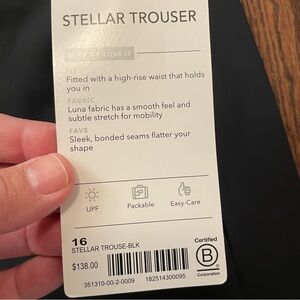 STELLAR TROUSER
WHY WE LOVE IT
FIT
Fitted with a high-rise waist that holds
you in
FABRIC
Luna fabric has a smooth feel and
subtle stretch for mobility
FAVE
Sleek, bonded seams flatter your
shape
UPF Packable Easy-Care
16
STELLAR TROUSE-BLK
$138.00
351310-00-2-0009 182514300095
Certified
B
Corporation